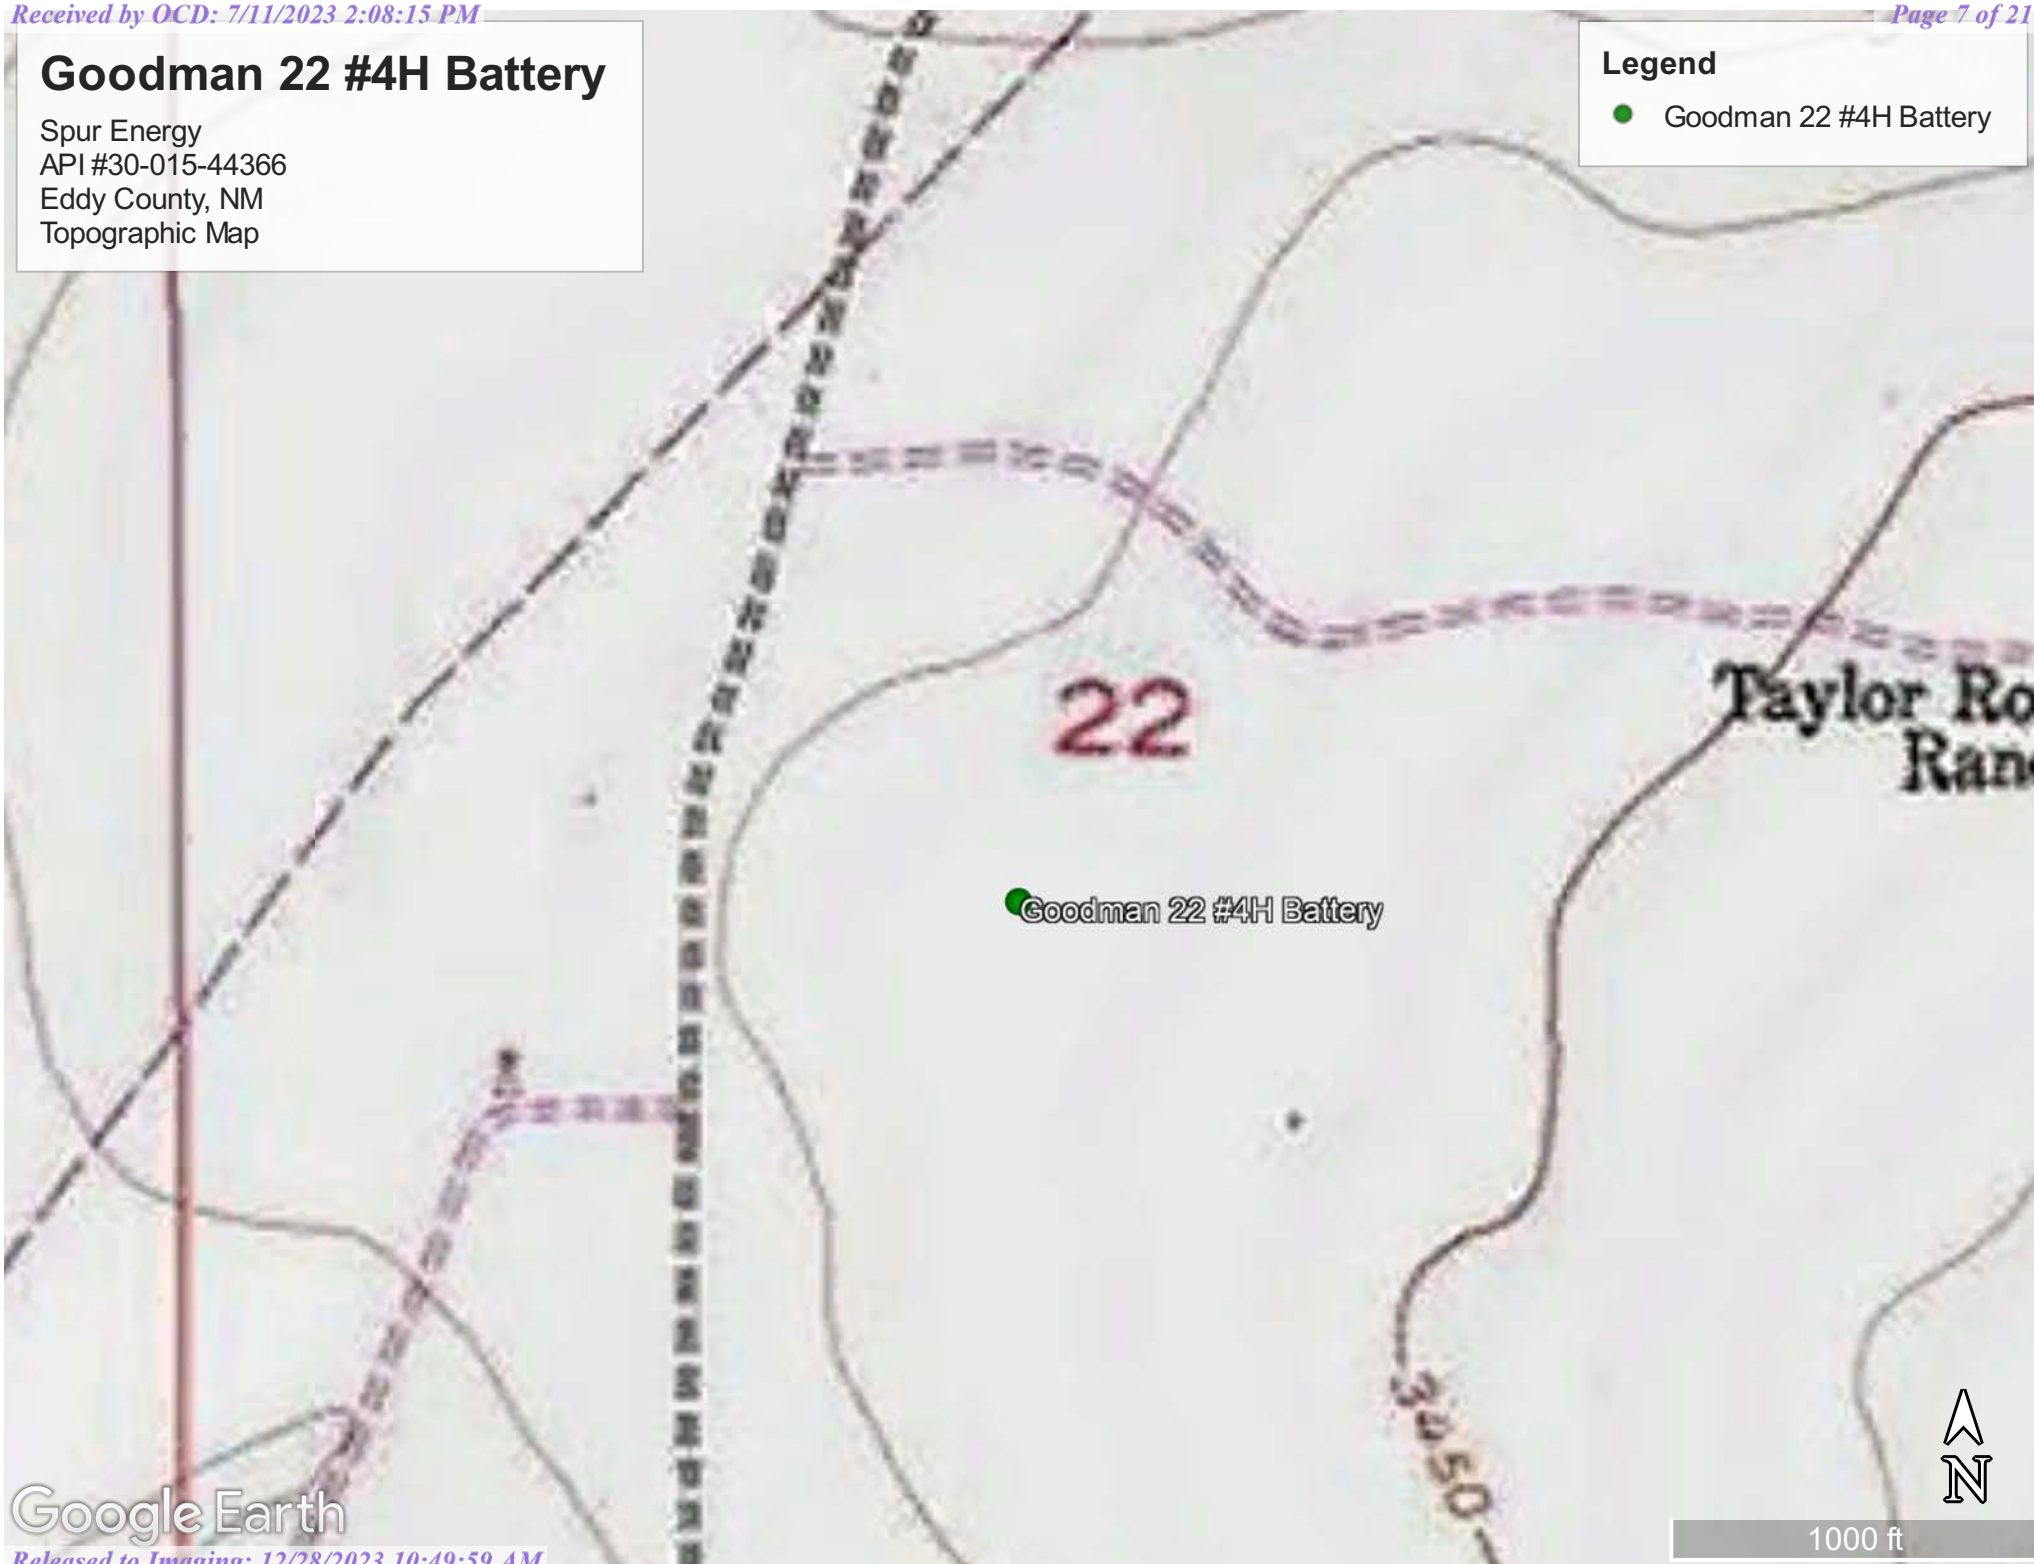 Received by OCD: 7/11/2023 2:08:15 PM
Page 7 of 21
Goodman 22 #4H Battery
Spur Energy
API #30-015-44366
Eddy County, NM
Topographic Map
Legend
Goodman 22 #4H Battery
22
Taylor Ro
Ran
Goodman 22 #4H Battery
3450
N
Google Earth
1000 ft
Released to Imaging: 12/28/2023 10:49:59 AM